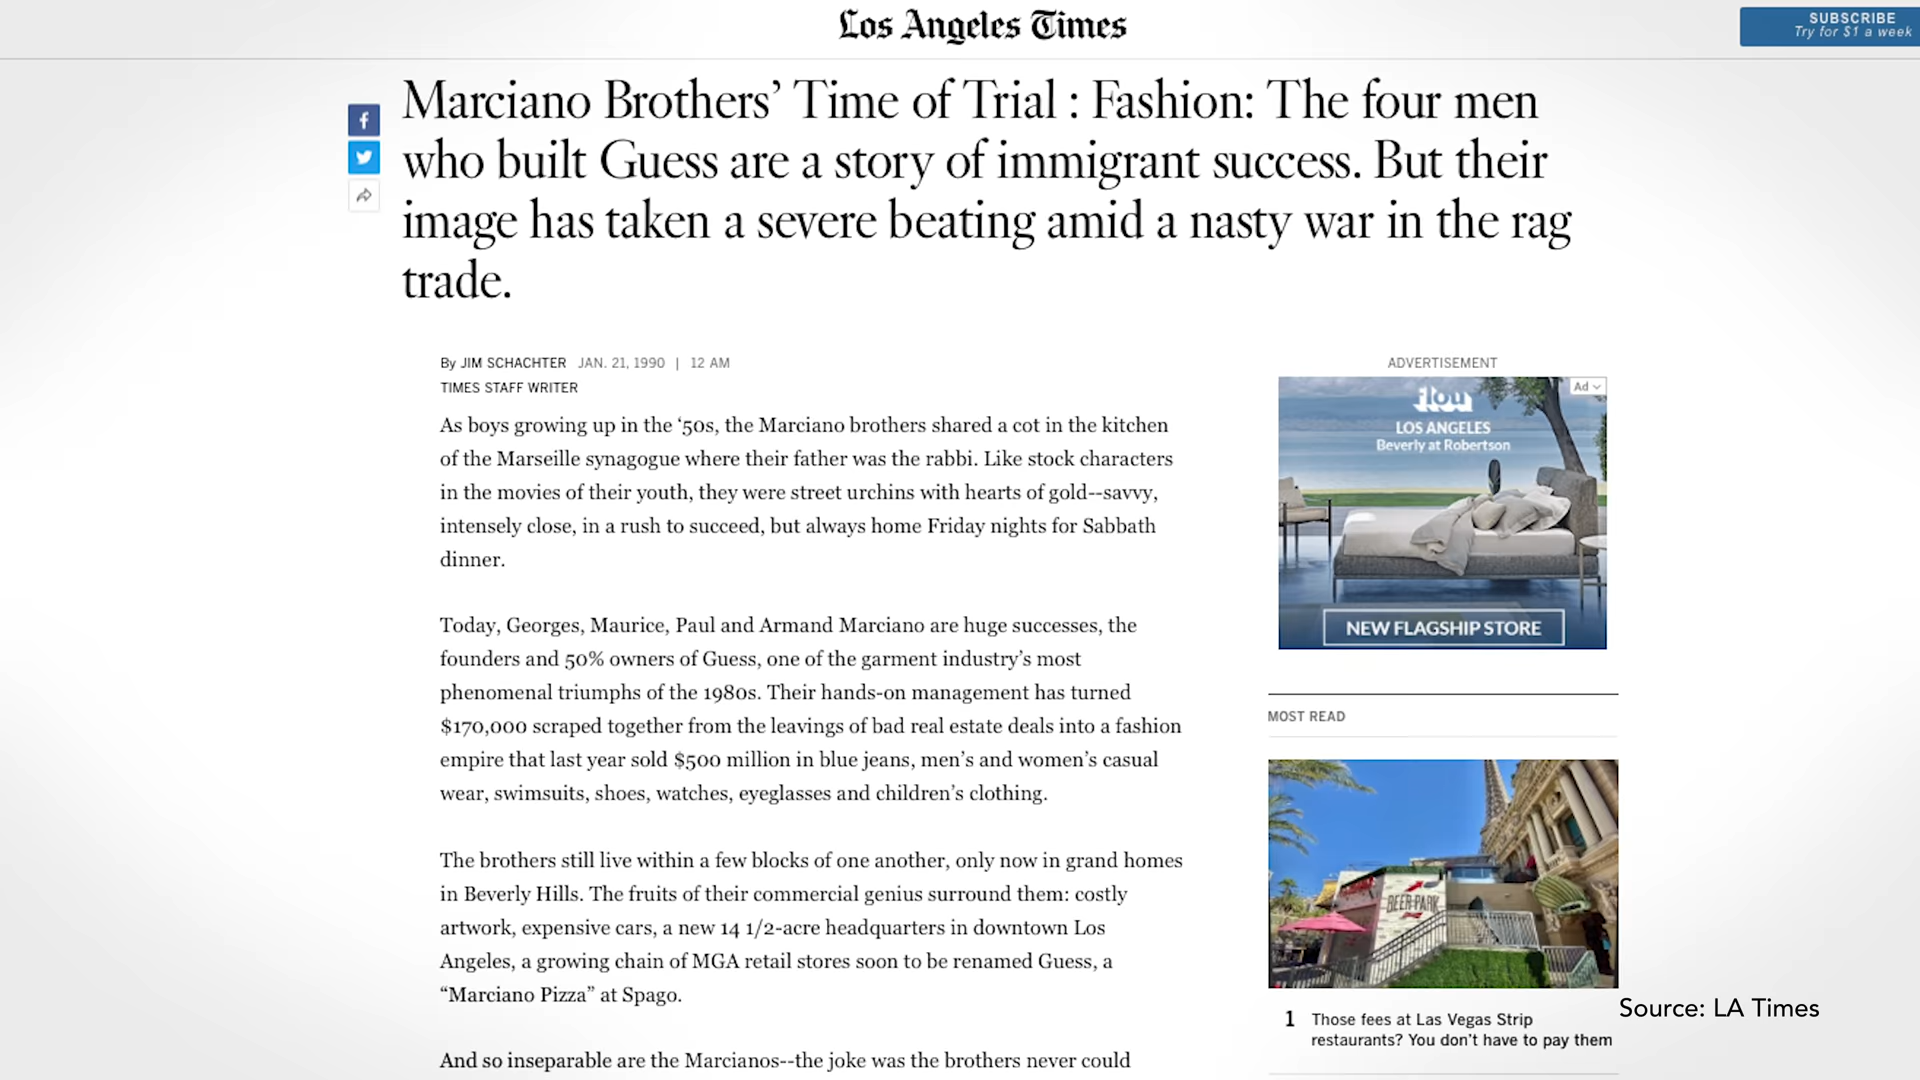 Los Angeles Times
SUBSCRIBE
Try for $1 a week
Marciano Brothers’ Time of Trial : Fashion: The four men
who built Guess are a story of immigrant success. But their
image has taken a severe beating amid a nasty war in the rag
trade.
By JIM SCHACHTER JAN. 21, 1990 | 12 AM
TIMES STAFF WRITER
As boys growing up in the ‘50s, the Marciano brothers shared a cot in the kitchen
of the Marseille synagogue where their father was the rabbi. Like stock characters
in the movies of their youth, they were street urchins with hearts of gold--savvy,
intensely close, in a rush to succeed, but always home Friday nights for Sabbath
dinner.
Today, Georges, Maurice, Paul and Armand Marciano are huge successes, the
founders and 50% owners of Guess, one of the garment industry’s most
phenomenal triumphs of the 1980s. Their hands-on management has turned
$170,000 scraped together from the leavings of bad real estate deals into a fashion
empire that last year sold $500 million in blue jeans, men’s and women’s casual
wear, swimsuits, shoes, watches, eyeglasses and children’s clothing.
The brothers still live within a few blocks of one another, only now in grand homes
in Beverly Hills. The fruits of their commercial genius surround them: costly
artwork, expensive cars, a new 14 1/2-acre headquarters in downtown Los
Angeles, a growing chain of MGA retail stores soon to be renamed Guess, a
“Marciano Pizza” at Spago.
And so inseparable are the Marcianos--the joke was the brothers never could
ADVERTISEMENT
Ad
flou
LOS ANGELES
Beverly at Robertson
NEW FLAGSHIP STORE
MOST READ
BEER PARK
1 Those fees at Las Vegas Strip
restaurants? You don’t have to pay them
Source: LA Times